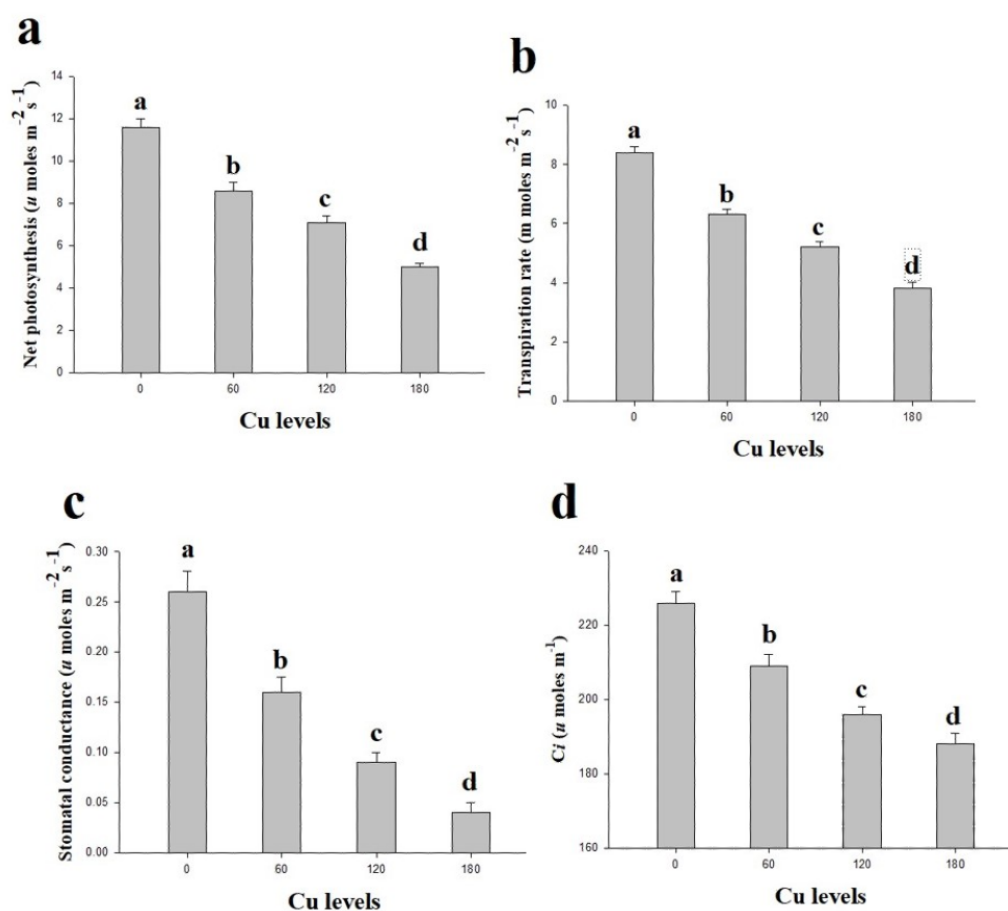 a
Net photosynthesis (u moles m⁻² s⁻¹)
14
12
10
8
6
4
2
0
a
b
c
d
0 60 120 180
Cu levels
b
Transpiration rate (m moles m⁻² s⁻¹)
10
8
6
4
2
0
a
b
c
d
0 60 120 180
Cu levels
c
Stomatal conductance (u moles m⁻² s⁻¹)
0.30
0.25
0.20
0.15
0.10
0.05
0.00
a
b
c
d
0 60 120 180
Cu levels
d
Ci (u moles m⁻¹)
240
220
200
180
160
a
b
c
d
0 60 120 180
Cu levels